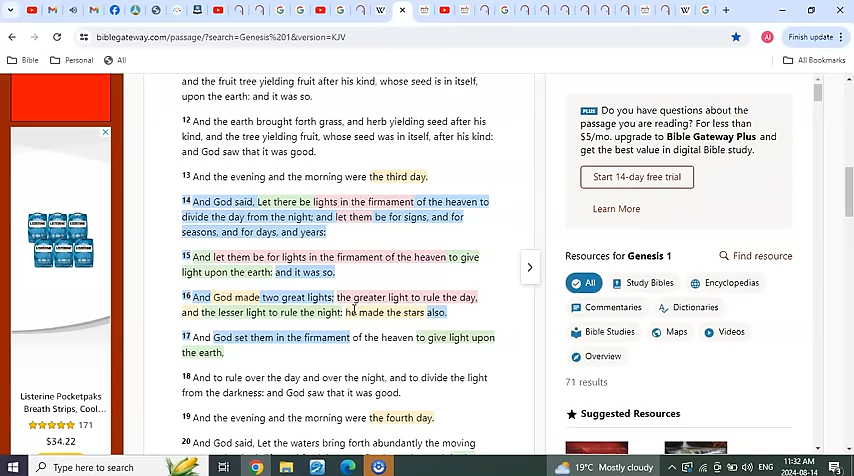 Finish update
biblegateway.com/passage/?search=Genesis%201&version=KJV
AI
Bible
Personal
All
All Bookmarks
and the fruit tree yielding fruit after his kind, whose seed is in itself,
upon the earth: and it was so.
12 And the earth brought forth grass, and herb yielding seed after his
kind, and the tree yielding fruit, whose seed was in itself, after his kind:
and God saw that it was good.
13 And the evening and the morning were the third day.
14 And God said, Let there be lights in the firmament of the heaven to
divide the day from the night; and let them be for signs, and for
seasons, and for days, and years:
15 And let them be for lights in the firmament of the heaven to give
light upon the earth: and it was so.
16 And God made two great lights; the greater light to rule the day,
and the lesser light to rule the night: he made the stars also.
17 And God set them in the firmament of the heaven to give light upon
the earth,
18 And to rule over the day and over the night, and to divide the light
from the darkness: and God saw that it was good.
19 And the evening and the morning were the fourth day.
20 And God said, Let the waters bring forth abundantly the moving
LISTERINE
Listerine Pocketpaks
Breath Strips, Cool...
171
$34.22
PLUS Do you have questions about the
passage you are reading? For less than
$5/mo. upgrade to Bible Gateway Plus and
get the best value in digital Bible study.
Start 14-day free trial
Learn More
Resources for Genesis 1
Find resource
All
Study Bibles
Encyclopedias
Commentaries
Dictionaries
Bible Studies
Maps
Videos
Overview
71 results
Suggested Resources
Type here to search
19°C Mostly cloudy
ENG
11:32 AM
2024-08-14